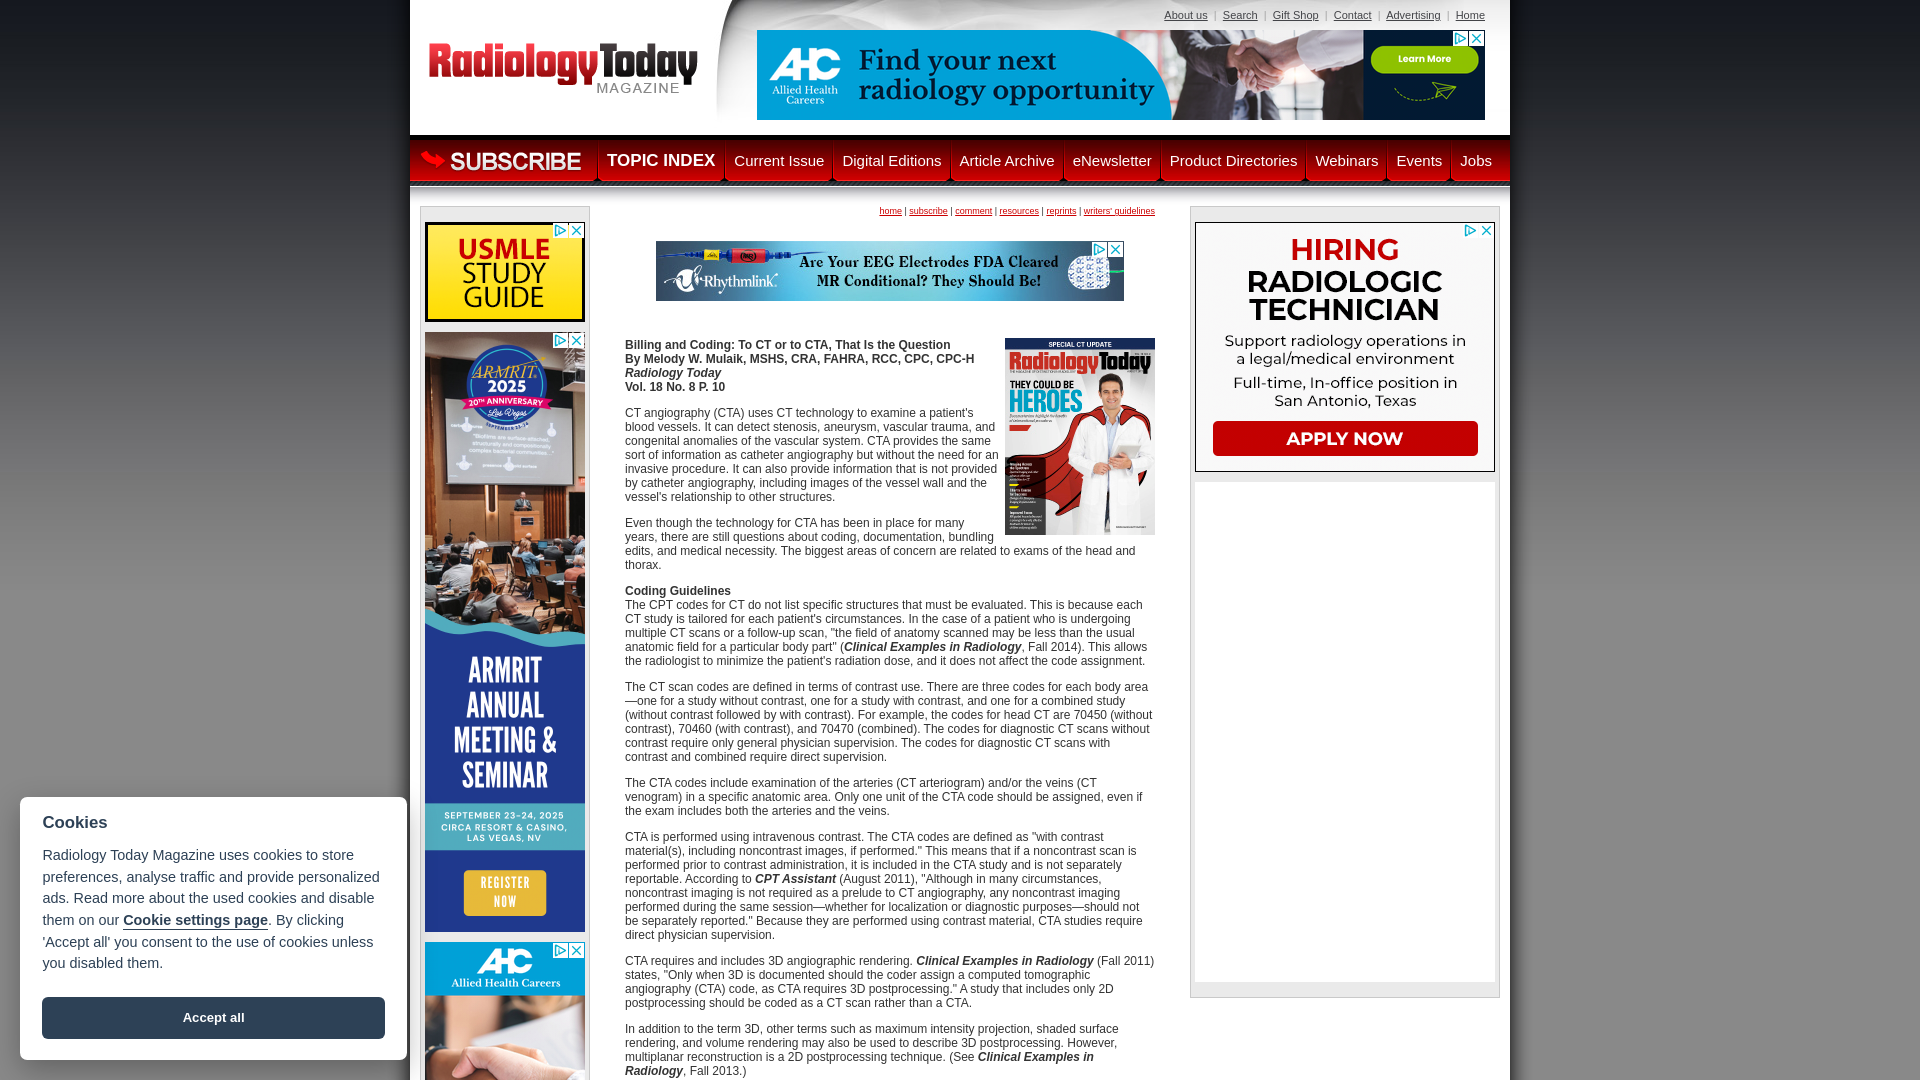 About us | Search | Gift Shop | Contact | Advertising | Home
RadiologyToday
MAGAZINE
AHC
Allied Health
Careers
Find your next
radiology opportunity
Learn More
SUBSCRIBE
TOPIC INDEX
Current Issue
Digital Editions
Article Archive
eNewsletter
Product Directories
Webinars
Events
Jobs
USMLE
STUDY
GUIDE
ARMRIT
2025
20TH ANNIVERSARY
Las Vegas
SEPTEMBER 23-24
ARMRIT
ANNUAL
MEETING &
SEMINAR
SEPTEMBER 23-24, 2025
CIRCA RESORT & CASINO,
LAS VEGAS, NV
REGISTER
NOW
AHC
Allied Health Careers
home | subscribe | comment | resources | reprints | writers' guidelines
Rhythmlink
Are Your EEG Electrodes FDA Cleared
MR Conditional? They Should Be!
Billing and Coding: To CT or to CTA, That Is the Question
By Melody W. Mulaik, MSHS, CRA, FAHRA, RCC, CPC, CPC-H
Radiology Today
Vol. 18 No. 8 P. 10
SPECIAL CT UPDATE
RadiologyToday
THEY COULD BE
HEROES
CT angiography (CTA) uses CT technology to examine a patient's
blood vessels. It can detect stenosis, aneurysm, vascular trauma, and
congenital anomalies of the vascular system. CTA provides the same
sort of information as catheter angiography but without the need for an
invasive procedure. It can also provide information that is not provided
by catheter angiography, including images of the vessel wall and the
vessel's relationship to other structures.
Even though the technology for CTA has been in place for many
years, there are still questions about coding, documentation, bundling
edits, and medical necessity. The biggest areas of concern are related to exams of the head and
thorax.
Coding Guidelines
The CPT codes for CT do not list specific structures that must be evaluated. This is because each
CT study is tailored for each patient's circumstances. In the case of a patient who is undergoing
multiple CT scans or a follow-up scan, "the field of anatomy scanned may be less than the usual
anatomic field for a particular body part" (Clinical Examples in Radiology, Fall 2014). This allows
the radiologist to minimize the patient's radiation dose, and it does not affect the code assignment.
The CT scan codes are defined in terms of contrast use. There are three codes for each body area
—one for a study without contrast, one for a study with contrast, and one for a combined study
(without contrast followed by with contrast). For example, the codes for head CT are 70450 (without
contrast), 70460 (with contrast), and 70470 (combined). The codes for diagnostic CT scans without
contrast require only general physician supervision. The codes for diagnostic CT scans with
contrast and combined require direct supervision.
The CTA codes include examination of the arteries (CT arteriogram) and/or the veins (CT
venogram) in a specific anatomic area. Only one unit of the CTA code should be assigned, even if
the exam includes both the arteries and the veins.
CTA is performed using intravenous contrast. The CTA codes are defined as "with contrast
material(s), including noncontrast images, if performed." This means that if a noncontrast scan is
performed prior to contrast administration, it is included in the CTA study and is not separately
reportable. According to CPT Assistant (August 2011), "Although in many circumstances,
noncontrast imaging is not required as a prelude to CT angiography, any noncontrast imaging
performed during the same session—whether for localization or diagnostic purposes—should not
be separately reported." Because they are performed using contrast material, CTA studies require
direct physician supervision.
CTA requires and includes 3D angiographic rendering. Clinical Examples in Radiology (Fall 2011)
states, "Only when 3D is documented should the coder assign a computed tomographic
angiography (CTA) code, as CTA requires 3D postprocessing." A study that includes only 2D
postprocessing should be coded as a CT scan rather than a CTA.
In addition to the term 3D, other terms such as maximum intensity projection, shaded surface
rendering, and volume rendering may also be used to describe 3D postprocessing. However,
multiplanar reconstruction is a 2D postprocessing technique. (See Clinical Examples in
Radiology, Fall 2013.)
HIRING
RADIOLOGIC
TECHNICIAN
Support radiology operations in
a legal/medical environment
Full-time, In-office position in
San Antonio, Texas
APPLY NOW
Cookies
Radiology Today Magazine uses cookies to store
preferences, analyse traffic and provide personalized
ads. Read more about the used cookies and disable
them on our Cookie settings page. By clicking
'Accept all' you consent to the use of cookies unless
you disabled them.
Accept all